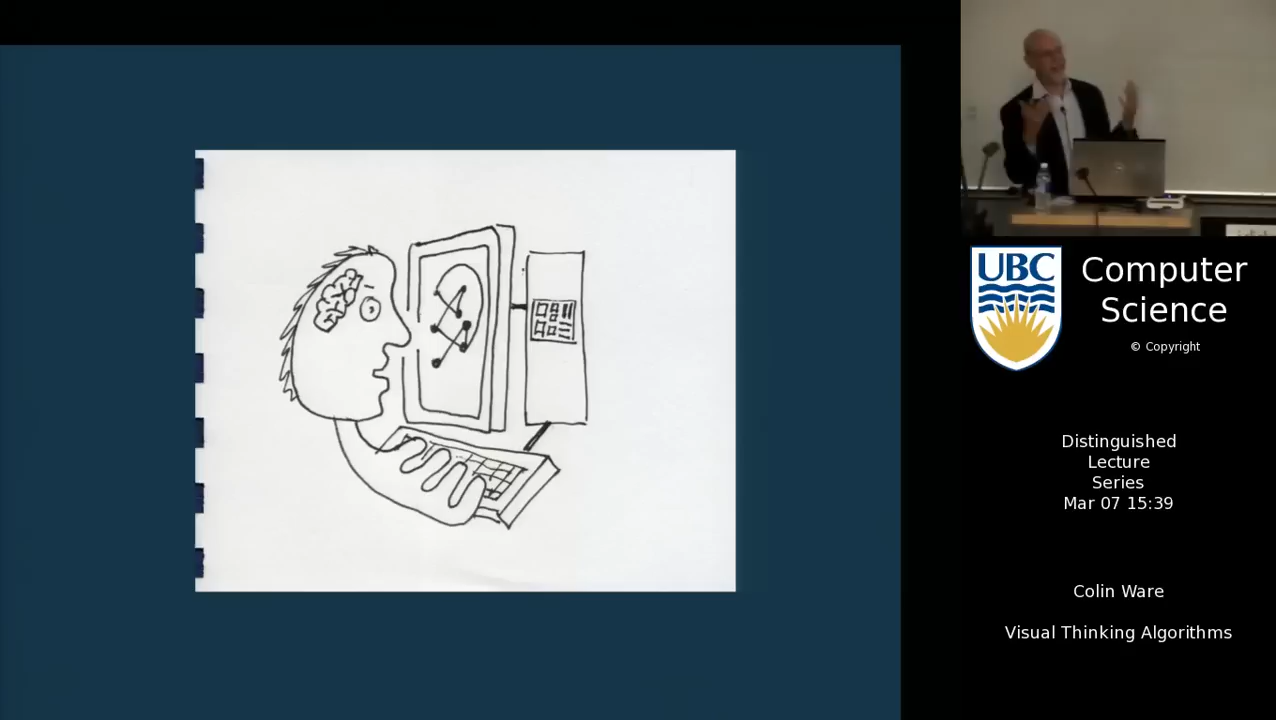 UBC
Computer
Science
© Copyright
Distinguished
Lecture
Series
Mar 07 15:39
Colin Ware
Visual Thinking Algorithms